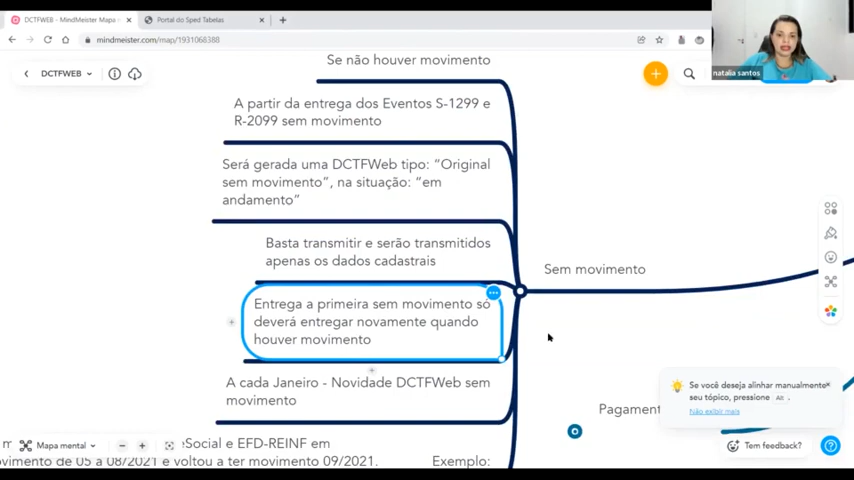 DCTFWEB - MindMeister Mapa m
Portal do Sped Tabelas
mindmeister.com/map/1931068388
natalia santos
DCTFWEB
Se não houver movimento
A partir da entrega dos Eventos S-1299 e
R-2099 sem movimento
Será gerada uma DCTFWeb tipo: "Original
sem movimento", na situação: "em
andamento"
Basta transmitir e serão transmitidos
apenas os dados cadastrais
Sem movimento
Entrega a primeira sem movimento só
deverá entregar novamente quando
houver movimento
A cada Janeiro - Novidade DCTFWeb sem
movimento
Se você deseja alinhar manualmente
seu tópico, pressione Alt .
Não exibir mais
Pagament
Mapa mental
eSocial e EFD-REINF em
vimento de 05 a 08/2021 e voltou a ter movimento 09/2021.
Exemplo:
Tem feedback?